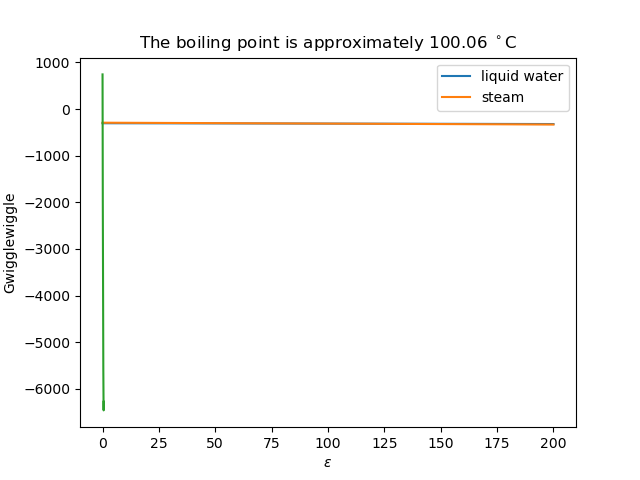 The boiling point is approximately 100.06 °C
liquid water
steam
1000
0
−1000
−2000
−3000
−4000
−5000
−6000
Gwigglewiggle
0 25 50 75 100 125 150 175 200
ε